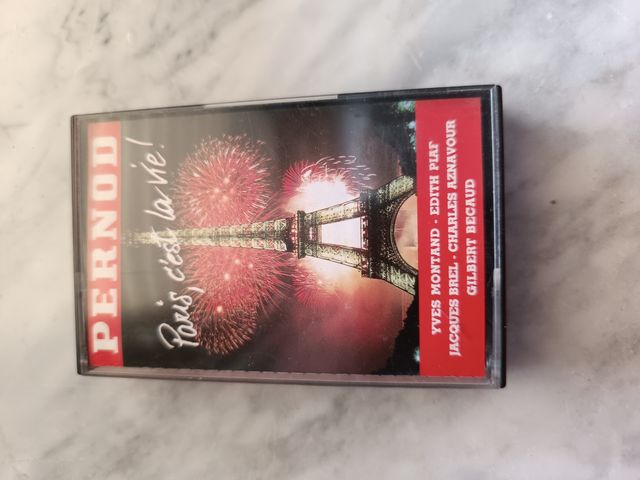 PERNOD
Paris, c'est la vie!
YVES MONTAND - EDITH PIAF
JACQUES BREL - CHARLES AZNAVOUR
GILBERT BECAUD